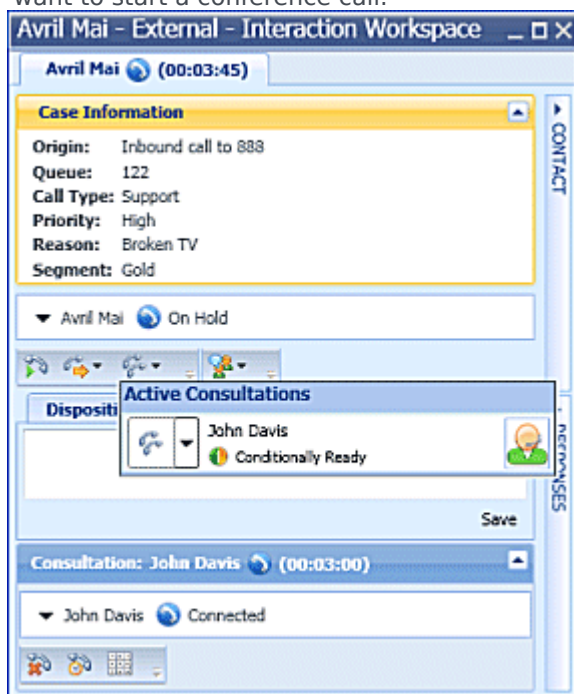 want to start a conference call.
Avril Mai - External - Interaction Workspace
Avril Mai (00:03:45)
Case Information
Origin: Inbound call to 888
Queue: 122
Call Type: Support
Priority: High
Reason: Broken TV
Segment: Gold
CONTACT
Avril Mai On Hold
Active Consultations
Dispositi
John Davis
Conditionally Ready
Save
Consultation: John Davis (00:03:00)
John Davis Connected